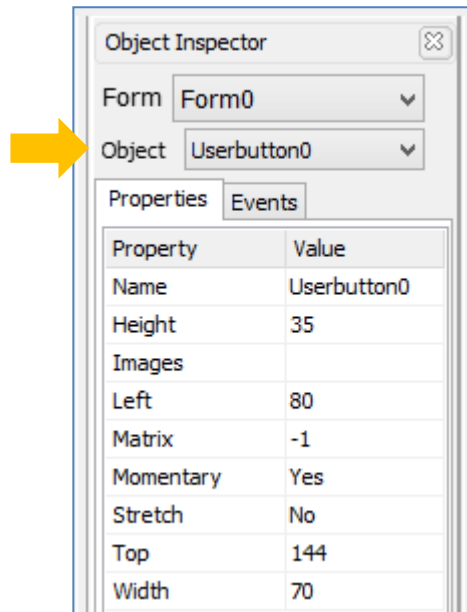 Object Inspector
Form Form0
Object Userbutton0
Properties Events
Property Value
Name Userbutton0
Height 35
Images
Left 80
Matrix -1
Momentary Yes
Stretch No
Top 144
Width 70